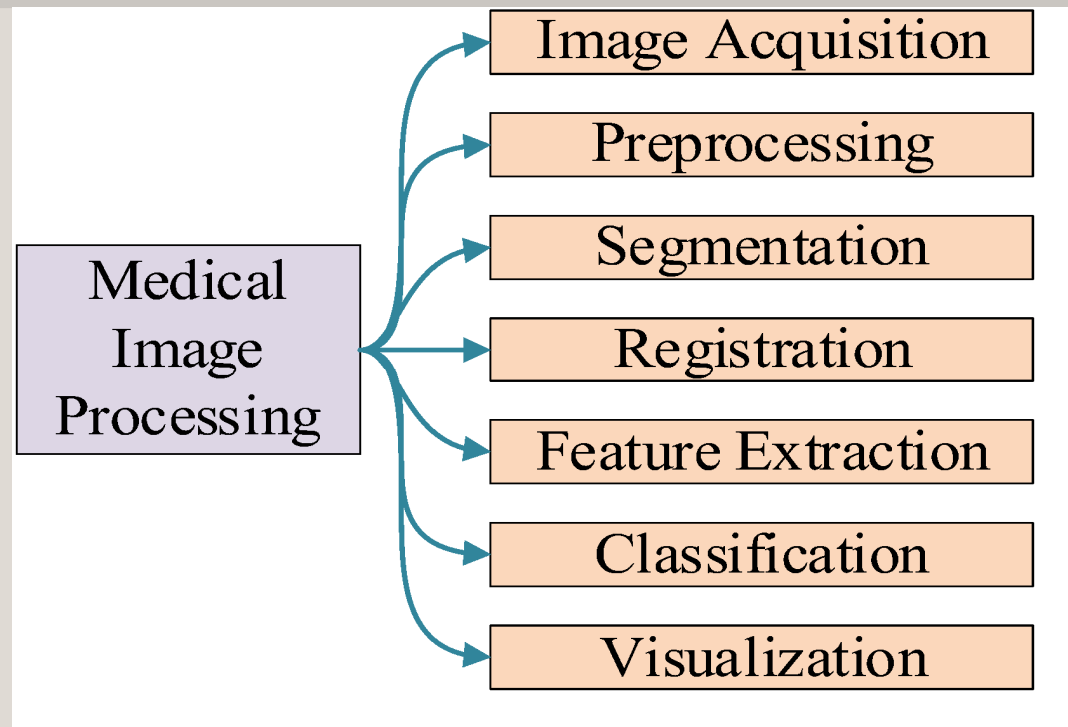 Image Acquisition
Preprocessing
Segmentation
Medical
Image
Processing
Registration
Feature Extraction
Classification
Visualization